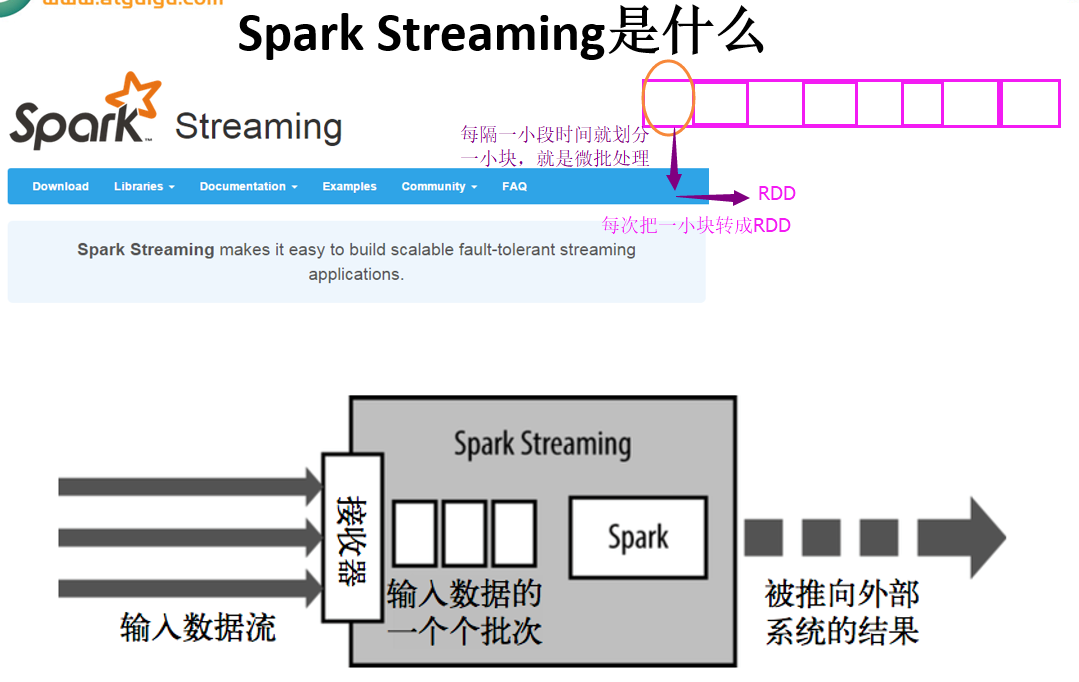 www.atguigu.com
Spark Streaming是什么
Spark Streaming
每隔一小段时间就划分
一小块，就是微批处理
Download Libraries Documentation Examples Community FAQ
RDD
每次把一小块转成RDD
Spark Streaming makes it easy to build scalable fault-tolerant streaming
applications.
Spark Streaming
接收器
Spark
输入数据流
输入数据的
一个个批次
被推向外部
系统的结果